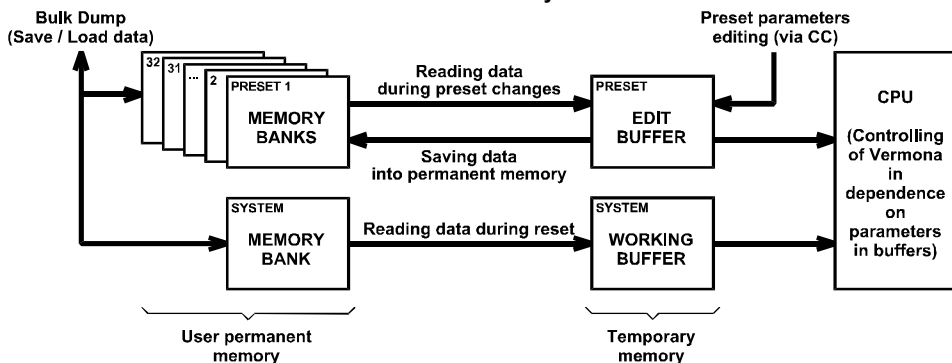 Bulk Dump
(Save / Load data)
Preset parameters
editing (via CC)
32
31
...
2
PRESET 1
MEMORY
BANKS
Reading data
during preset changes
Saving data
into permanent memory
PRESET
EDIT
BUFFER
CPU
(Controlling
of Vermona
in
dependence
on
parameters
in buffers)
SYSTEM
MEMORY
BANK
Reading data during reset
SYSTEM
WORKING
BUFFER
User permanent
memory
Temporary
memory